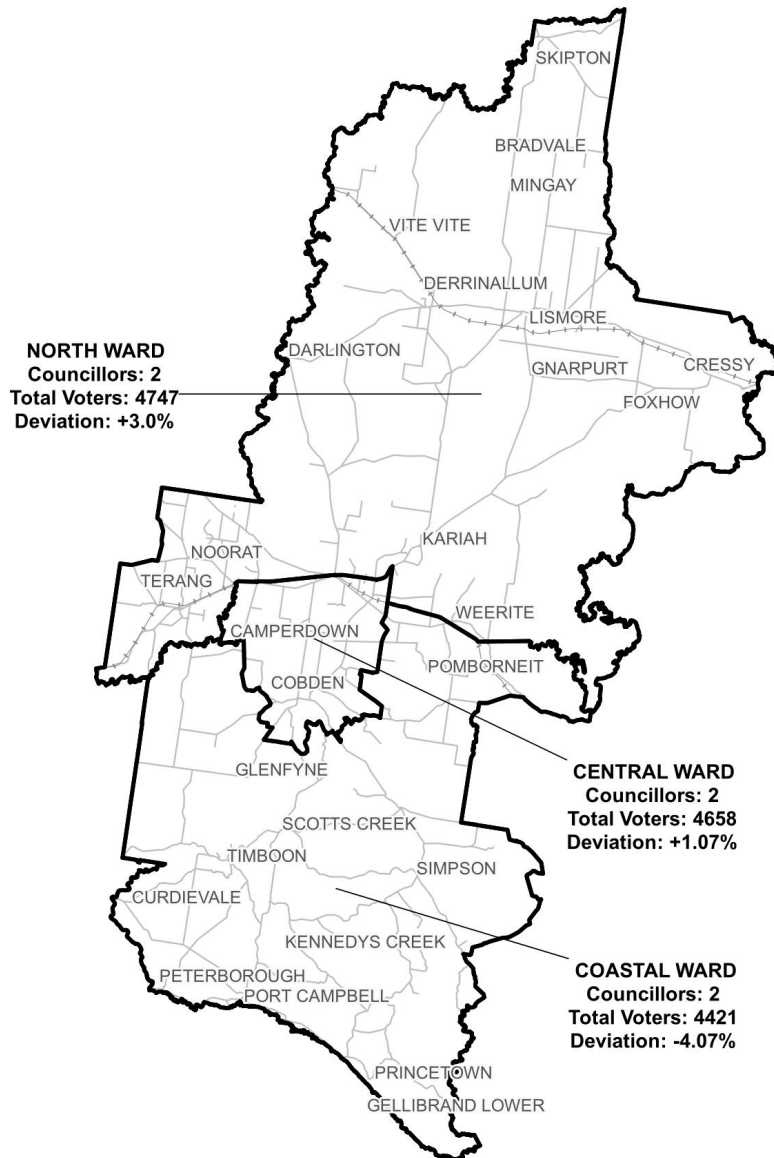 SKIPTON
BRADVALE
MINGAY
VITE VITE
DERRINALLUM
LISMORE
NORTH WARD
Councillors: 2
Total Voters: 4747
Deviation: +3.0%
DARLINGTON
GNARPURT
CRESSY
FOXHOW
KARIAH
NOORAT
TERANG
WEERITE
CAMPERDOWN
POMBORNEIT
COBDEN
GLENFYNE
CENTRAL WARD
Councillors: 2
Total Voters: 4658
Deviation: +1.07%
SCOTTS CREEK
TIMBOON
SIMPSON
CURDIEVALE
KENNEDYS CREEK
PETERBOROUGH
PORT CAMPBELL
COASTAL WARD
Councillors: 2
Total Voters: 4421
Deviation: -4.07%
PRINCETOWN
GELLIBRAND LOWER